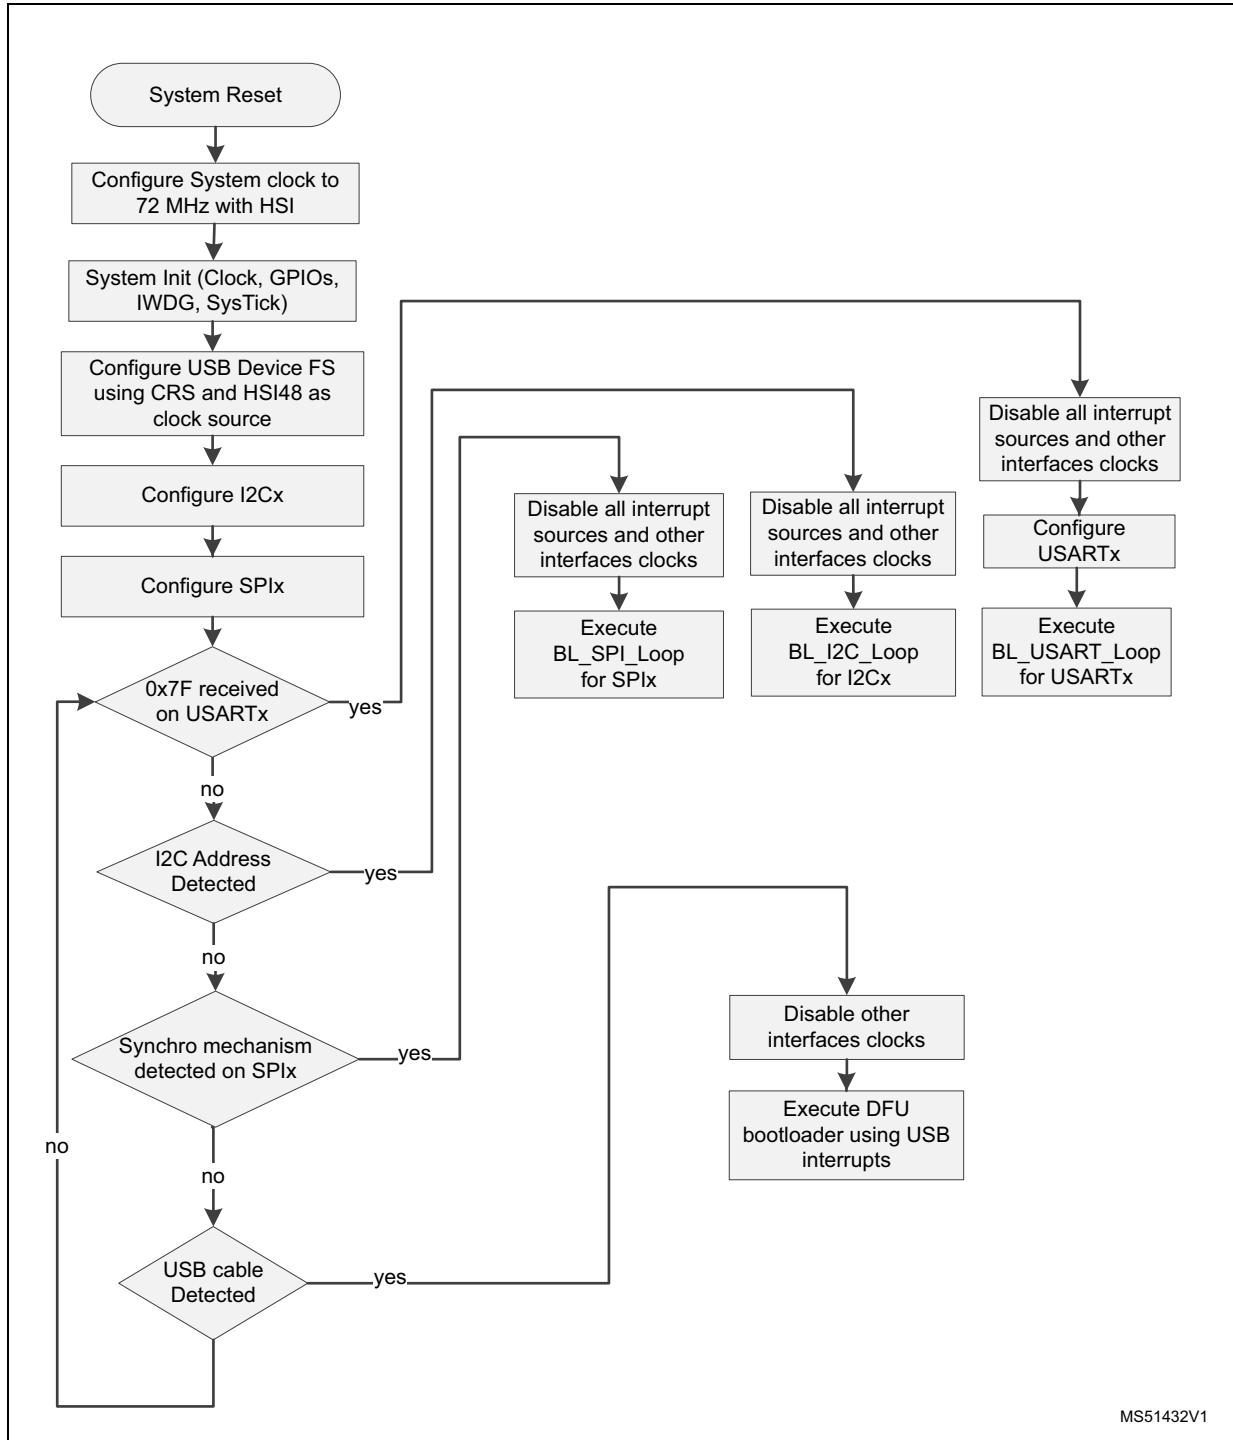 System Reset
Configure System clock to
72 MHz with HSI
System Init (Clock, GPIOs,
IWDG, SysTick)
Configure USB Device FS
using CRS and HSI48 as
clock source
Configure I2Cx
Configure SPIx
0x7F received
on USARTx
yes
no
I2C Address
Detected
yes
no
Synchro mechanism
detected on SPIx
yes
no
no
USB cable
Detected
yes
Disable all interrupt
sources and other
interfaces clocks
Execute
BL_SPI_Loop
for SPIx
Disable all interrupt
sources and other
interfaces clocks
Execute
BL_I2C_Loop
for I2Cx
Disable all interrupt
sources and other
interfaces clocks
Configure
USARTx
Execute
BL_USART_Loop
for USARTx
Disable other
interfaces clocks
Execute DFU
bootloader using USB
interrupts
MS51432V1